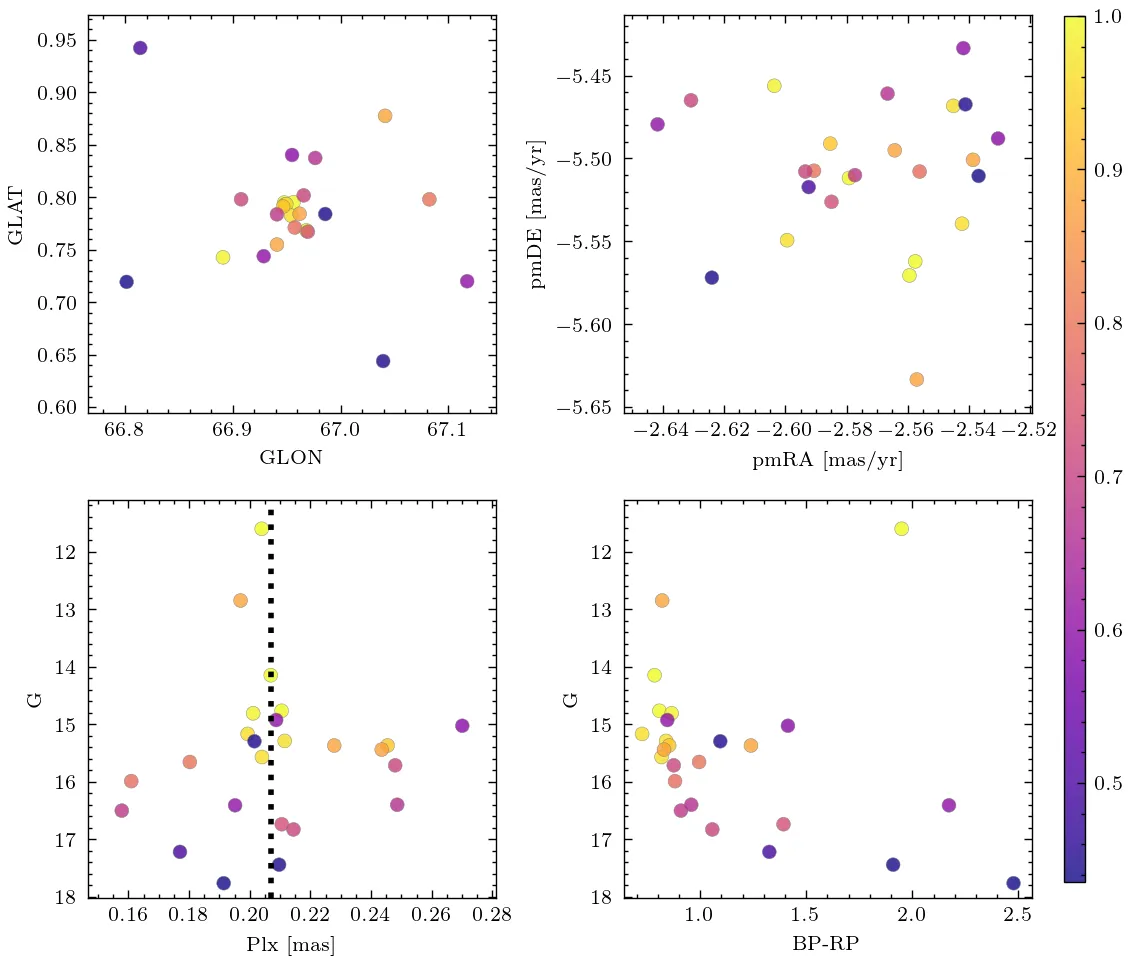 0.95
0.90
0.85
0.80
0.75
0.70
0.65
0.60
GLAT
66.8 66.9 67.0 67.1
GLON
−5.45
−5.50
−5.55
−5.60
−5.65
pmDE [mas/yr]
−2.64 −2.62 −2.60 −2.58 −2.56 −2.54 −2.52
pmRA [mas/yr]
1.0
0.9
0.8
0.7
0.6
0.5
12
13
14
15
16
17
18
G
0.16 0.18 0.20 0.22 0.24 0.26 0.28
Plx [mas]
12
13
14
15
16
17
18
G
1.0 1.5 2.0 2.5
BP-RP